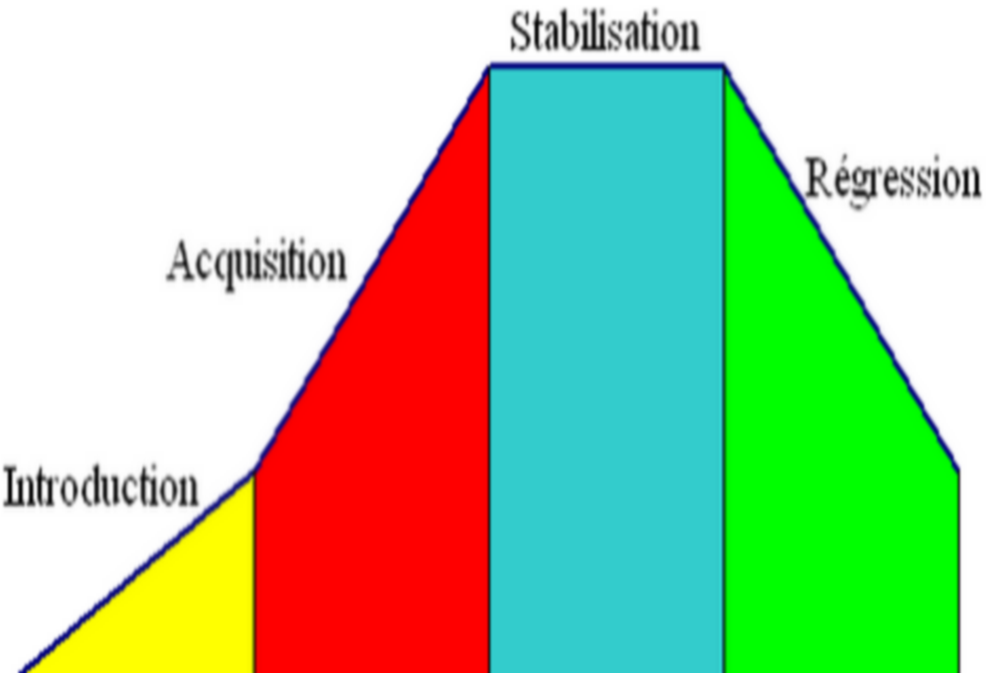 Stabilisation
Régression
Acquisition
Introduction